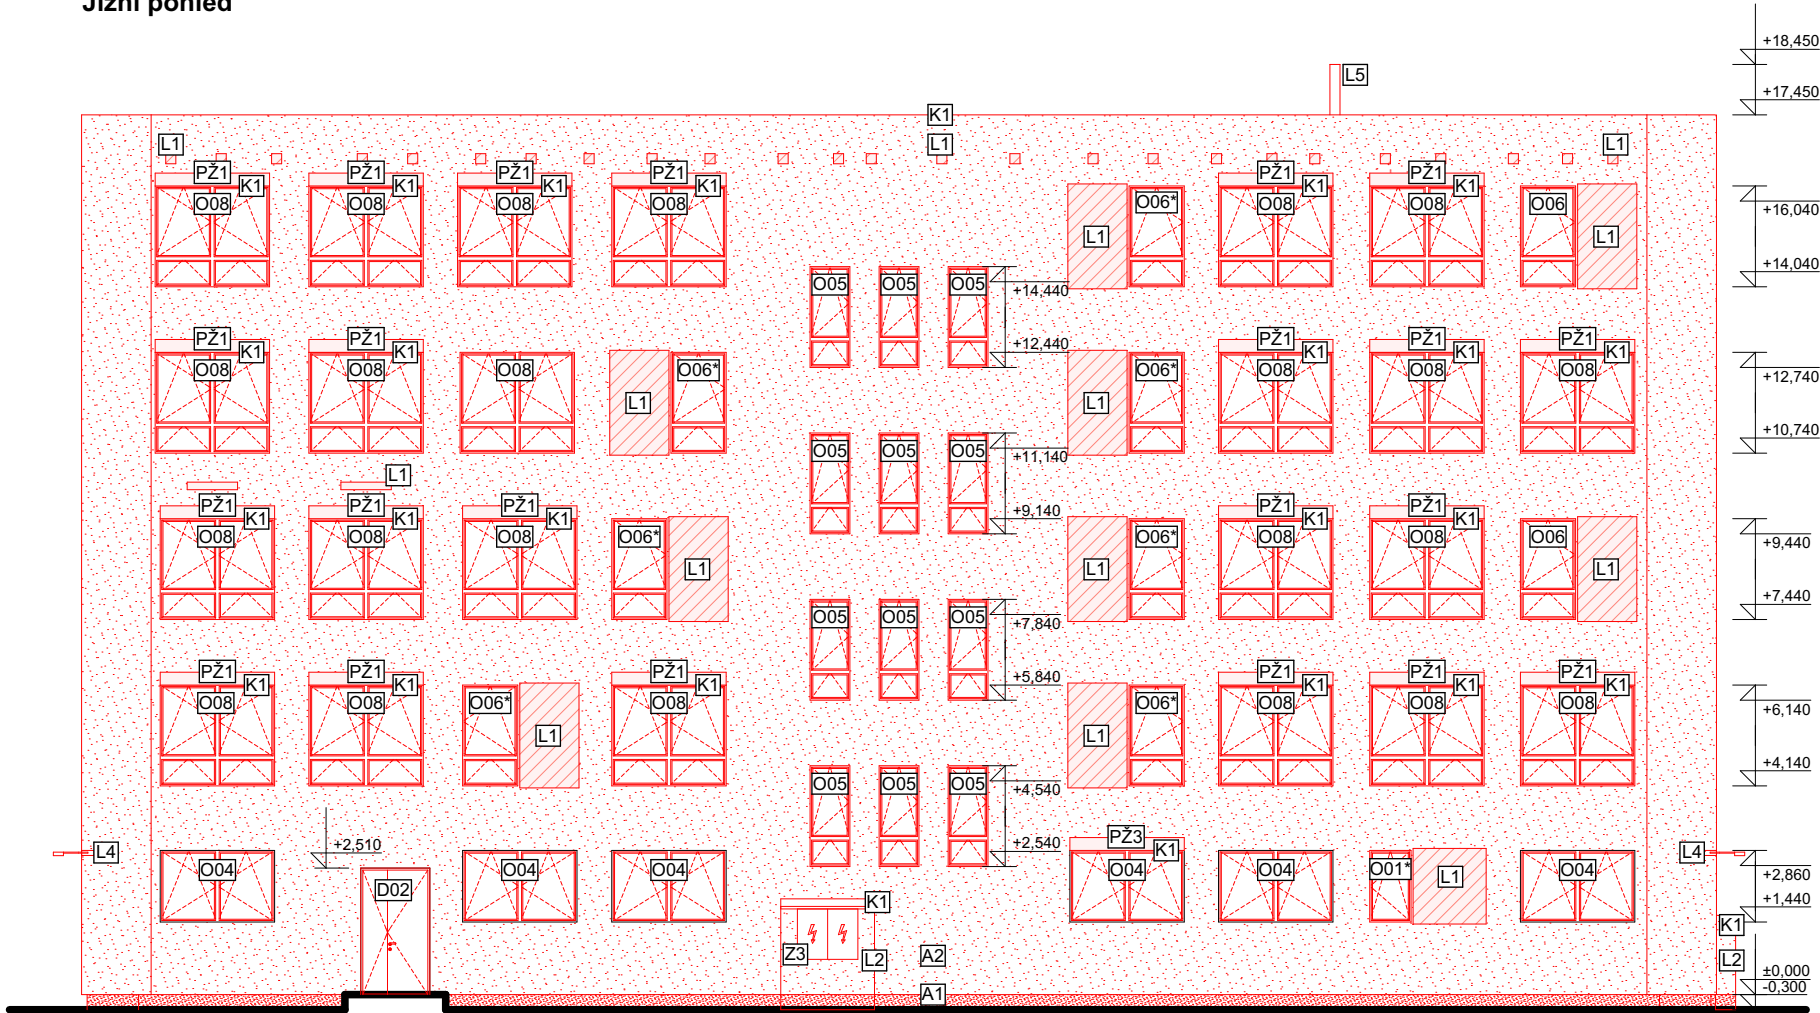 Jižní pohled
+18,450
L5
+17,450
K1
L1 L1 L1
PŽ1 PŽ1 PŽ1 PŽ1 PŽ1 PŽ1
K1 K1 K1 K1 K1 K1
O08 O08 O08 O08 O06* O08 O08 O06
+16,040
L1 L1
+14,040
O05 O05 O05
+14,440
PŽ1 PŽ1 PŽ1 PŽ1 PŽ1
K1 K1 +12,440 K1 K1 K1
O08 O08 O08 O06* O06* O08 O08 O08
+12,740
L1 L1
+10,740
O05 O05 O05
+11,140
L1
PŽ1 PŽ1 PŽ1 PŽ1 PŽ1
K1 K1 K1 +9,140 K1 K1
O08 O08 O08 O06* O06* O08 O08 O06
+9,440
L1 L1 L1
+7,440
O05 O05 O05
+7,840
PŽ1 PŽ1 PŽ1 PŽ1 PŽ1 PŽ1
K1 K1 K1 +5,840 K1 K1 K1
O08 O08 O06* O08 O06* O08 O08 O08
+6,140
L1 L1
+4,140
O05 O05 O05
+4,540
PŽ3
+2,510 +2,540
L4 K1 L4
O04 O04 O04 O04 O04 O01* O04
+2,860
D02 L1
K1 +1,440
K1
Z3 L2 A2 L2
±0,000
A1 -0,300